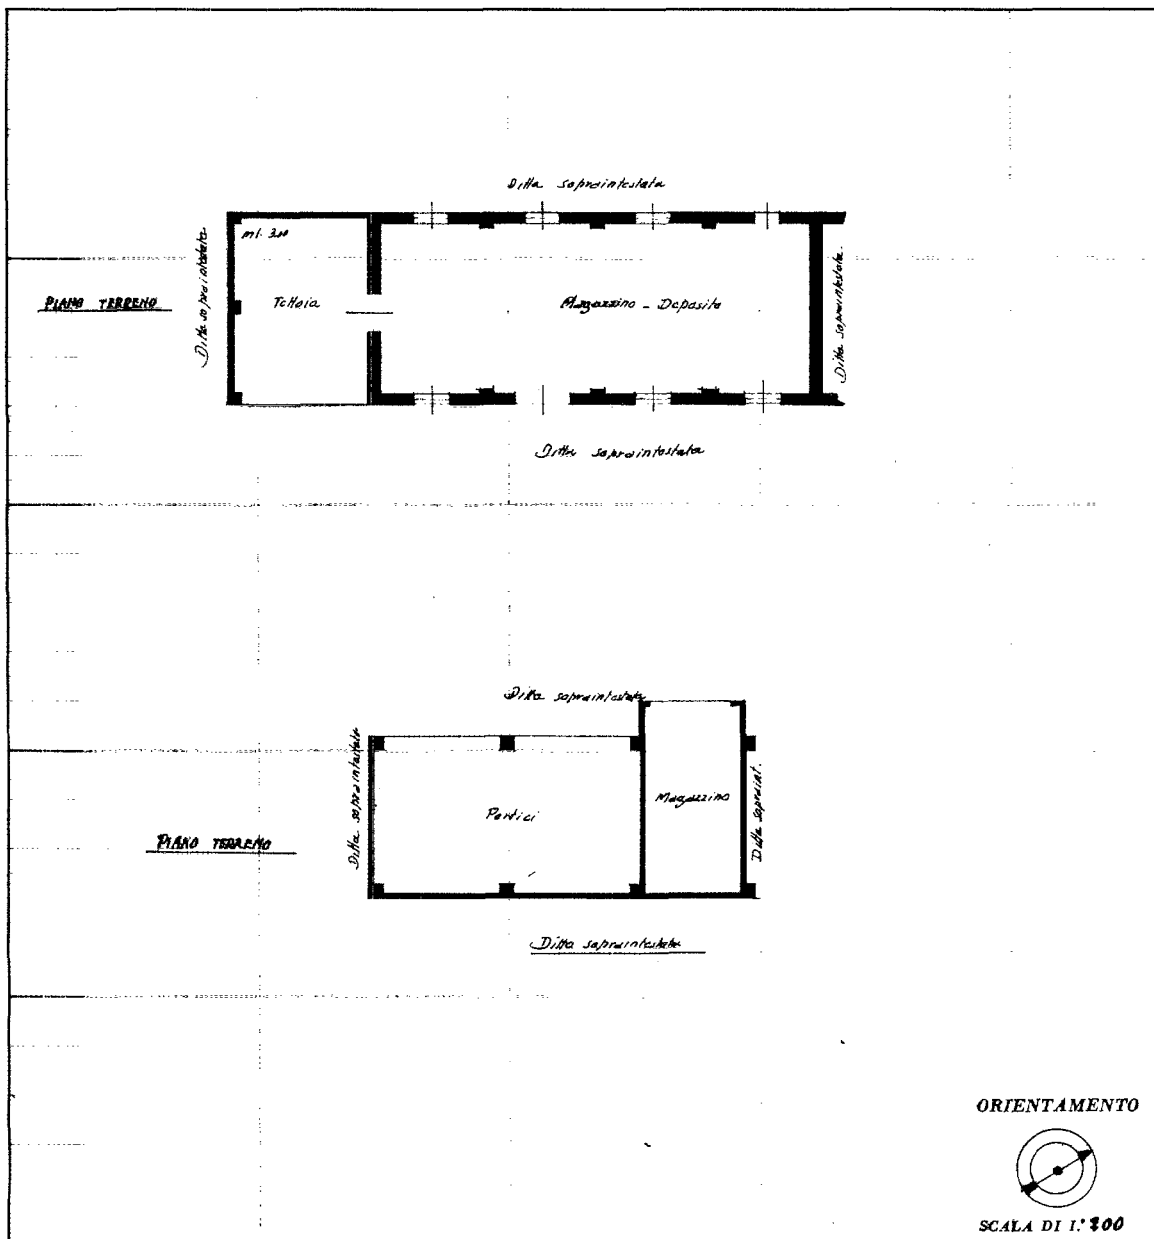 Ditta sopraintestata
Ditta sopraintestata
ml. 3.00
PIANO TERRENO
Tettoia
Magazzino - Deposito
Ditta sopraintestata
Ditta sopraintestata
Ditta sopraintestata
Ditta sopraintestata
Portici
Magazzino
Ditta sopraint.
PIANO TERRENO
Ditta sopraintestata
ORIENTAMENTO
SCALA DI 1:200